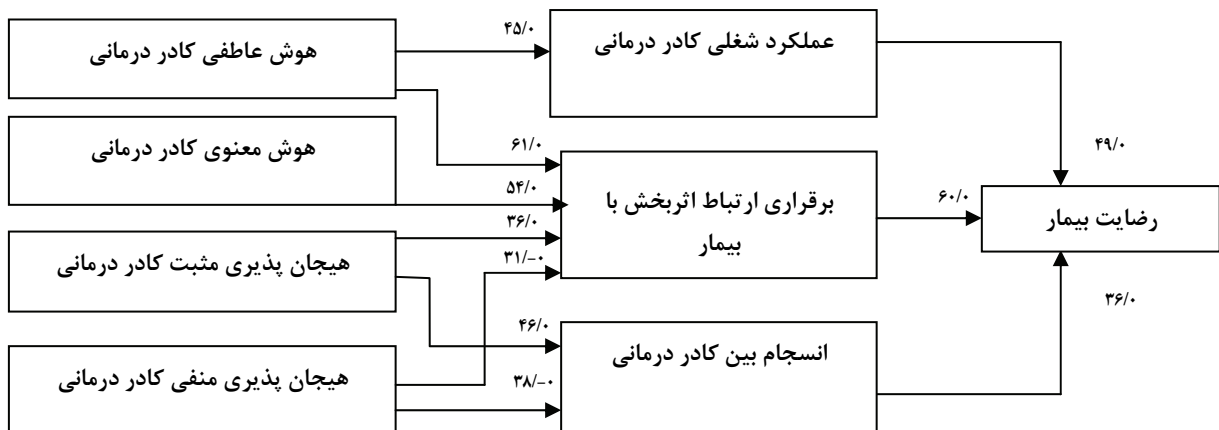 هوش عاطفی کادر درمانی
۴۵/۰
عملکرد شغلی کادر درمانی
هوش معنوی کادر درمانی
۶۱/۰
۴۹/۰
۵۴/۰
برقراری ارتباط اثربخش با
بیمار
۶۰/۰
رضایت بیمار
۳۶/۰
هیجان پذیری مثبت کادر درمانی
۳۱/-۰
۳۶/۰
۴۶/۰
انسجام بین کادر درمانی
هیجان پذیری منفی کادر درمانی
۳۸/-۰